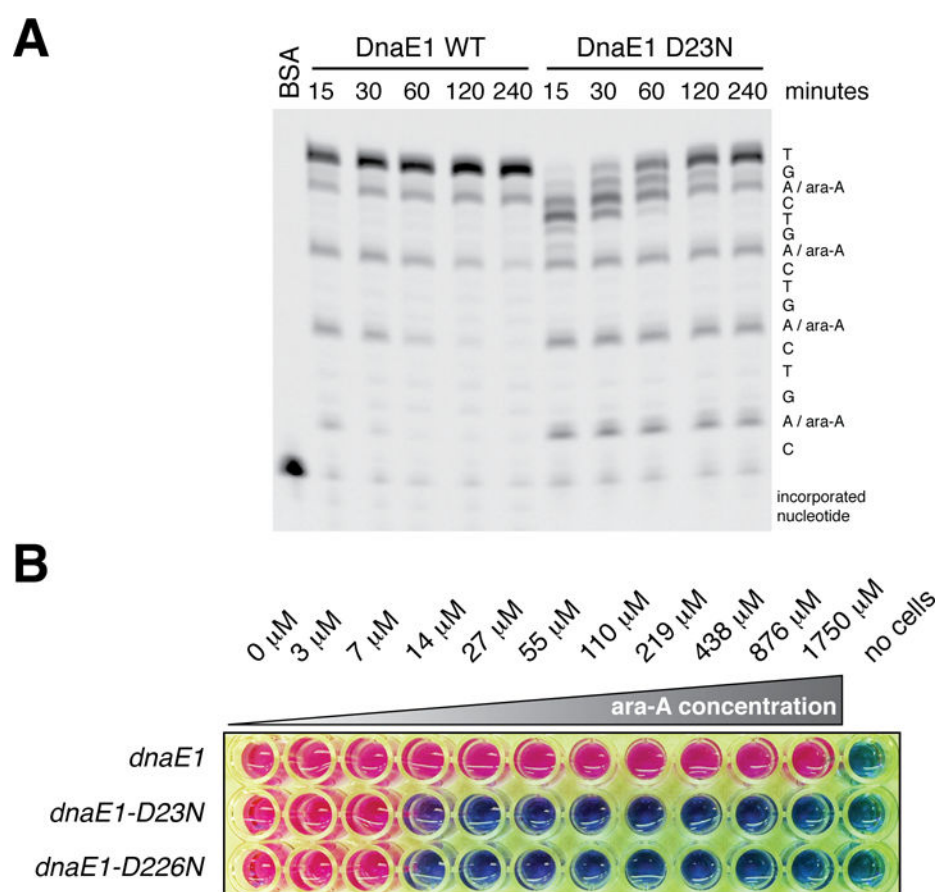 A
BSA
DnaE1 WT
DnaE1 D23N
15 30 60 120 240 15 30 60 120 240 minutes
T
G
A / ara-A
C
T
G
A / ara-A
C
T
G
A / ara-A
C
T
G
A / ara-A
C
incorporated
nucleotide
B
0 µM 3 µM 7 µM 14 µM 27 µM 55 µM 110 µM 219 µM 438 µM 876 µM 1750 µM no cells
ara-A concentration
dnaE1
dnaE1-D23N
dnaE1-D226N